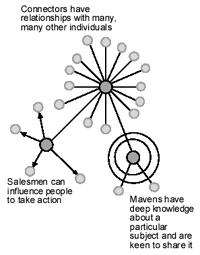 Connectors have
relationships with many,
many other individuals
Salesmen can
influence people
to take action
Mavens have
deep knowledge
about a
particular
subject and are
keen to share it